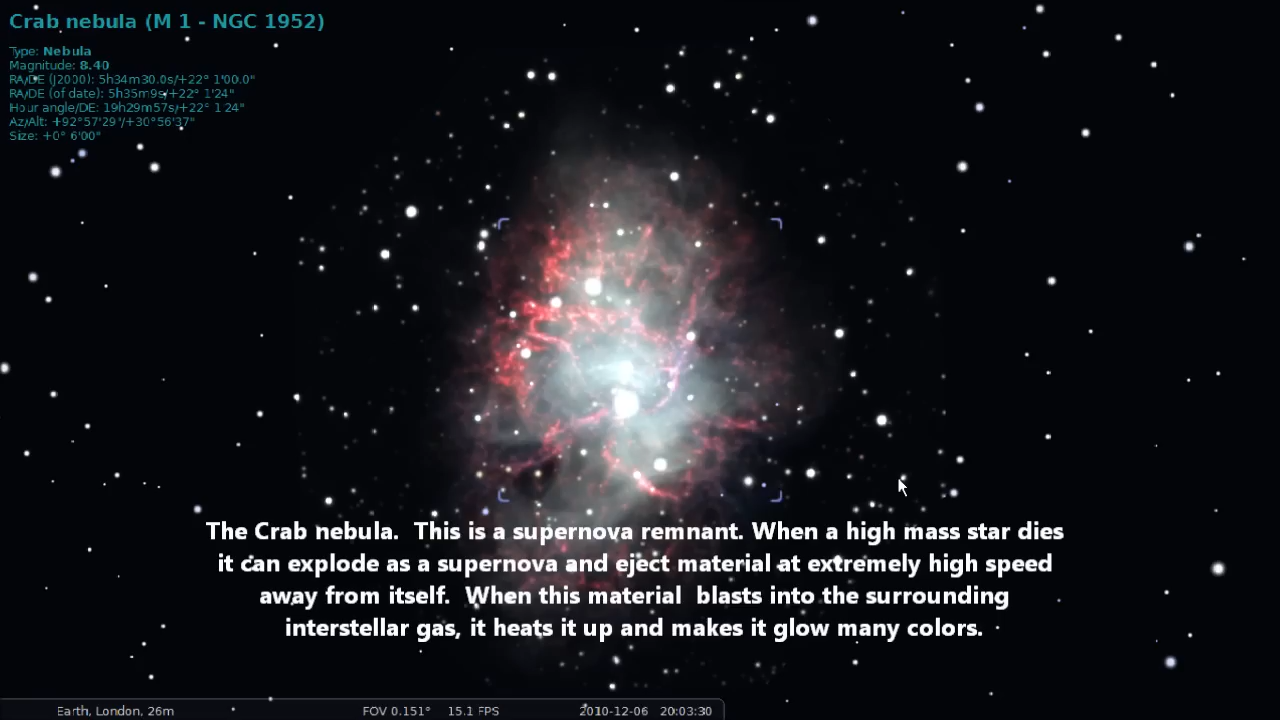 Crab nebula (M 1 - NGC 1952)
Type: Nebula
Magnitude: 8.40
RA/DE (J2000): 5h34m30.0s/+22° 1'00.0"
RA/DE (of date): 5h35m9s/+22° 1'24"
Hour angle/DE: 19h29m57s/+22° 1'24"
Az/Alt: +92°57'29"/+30°56'37"
Size: +0° 6'00"
The Crab nebula.  This is a supernova remnant. When a high mass star dies
it can explode as a supernova and eject material at extremely high speed
away from itself.  When this material  blasts into the surrounding
interstellar gas, it heats it up and makes it glow many colors.
Earth, London, 26m FOV 0.151° 15.1 FPS 2010-12-06 20:03:30